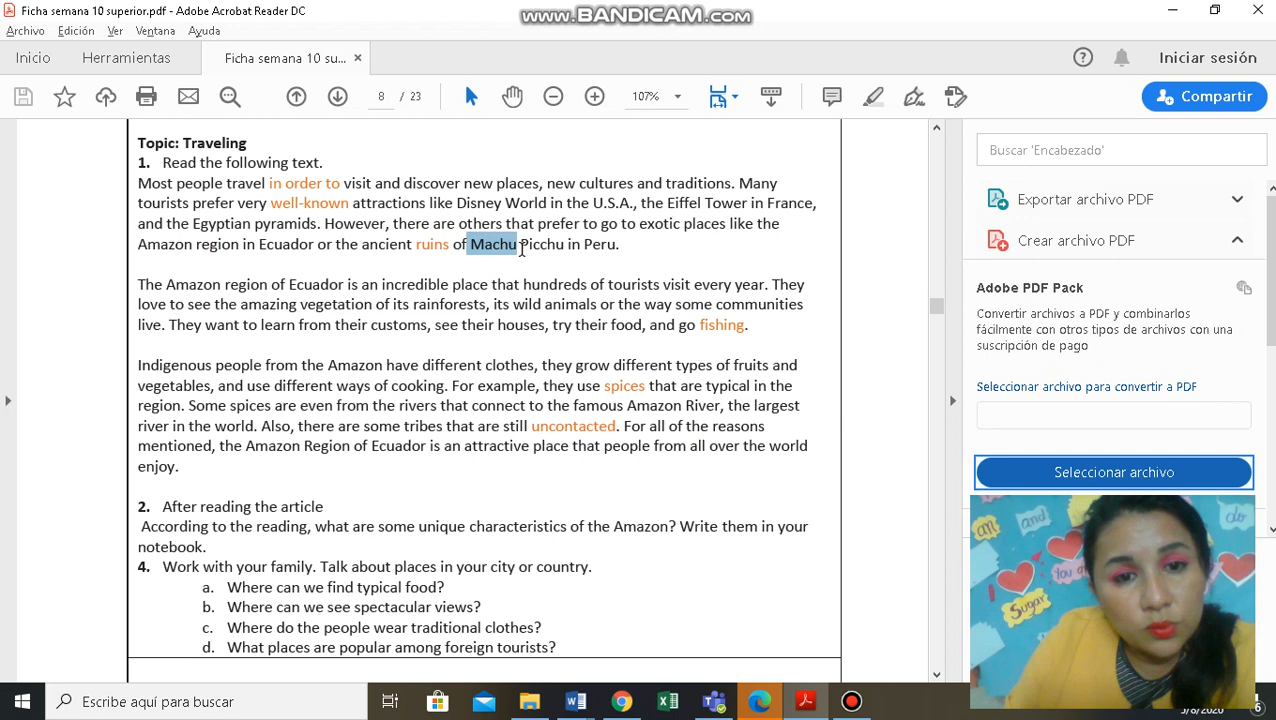 Ficha semana 10 superior.pdf - Adobe Acrobat Reader DC
www.BANDICAM.com
Archivo Edición Ver Ventana Ayuda
Inicio Herramientas Ficha semana 10 su... × Iniciar sesión
8 / 23 107% Compartir
Topic: Traveling
1. Read the following text.
Most people travel in order to visit and discover new places, new cultures and traditions. Many
tourists prefer very well-known attractions like Disney World in the U.S.A., the Eiffel Tower in France,
and the Egyptian pyramids. However, there are others that prefer to go to exotic places like the
Amazon region in Ecuador or the ancient ruins of Machu Picchu in Peru.
The Amazon region of Ecuador is an incredible place that hundreds of tourists visit every year. They
love to see the amazing vegetation of its rainforests, its wild animals or the way some communities
live. They want to learn from their customs, see their houses, try their food, and go fishing.
Indigenous people from the Amazon have different clothes, they grow different types of fruits and
vegetables, and use different ways of cooking. For example, they use spices that are typical in the
region. Some spices are even from the rivers that connect to the famous Amazon River, the largest
river in the world. Also, there are some tribes that are still uncontacted. For all of the reasons
mentioned, the Amazon Region of Ecuador is an attractive place that people from all over the world
enjoy.
2. After reading the article
According to the reading, what are some unique characteristics of the Amazon? Write them in your
notebook.
4. Work with your family. Talk about places in your city or country.
a. Where can we find typical food?
b. Where can we see spectacular views?
c. Where do the people wear traditional clothes?
d. What places are popular among foreign tourists?
Buscar 'Encabezado'
Exportar archivo PDF
Crear archivo PDF
Adobe PDF Pack
Convertir archivos a PDF y combinarlos
fácilmente con otros tipos de archivos con una
suscripción de pago
Seleccionar archivo para convertir a PDF
Seleccionar archivo
an and do
You a
Sugar
Escribe aquí para buscar
5/8/2020